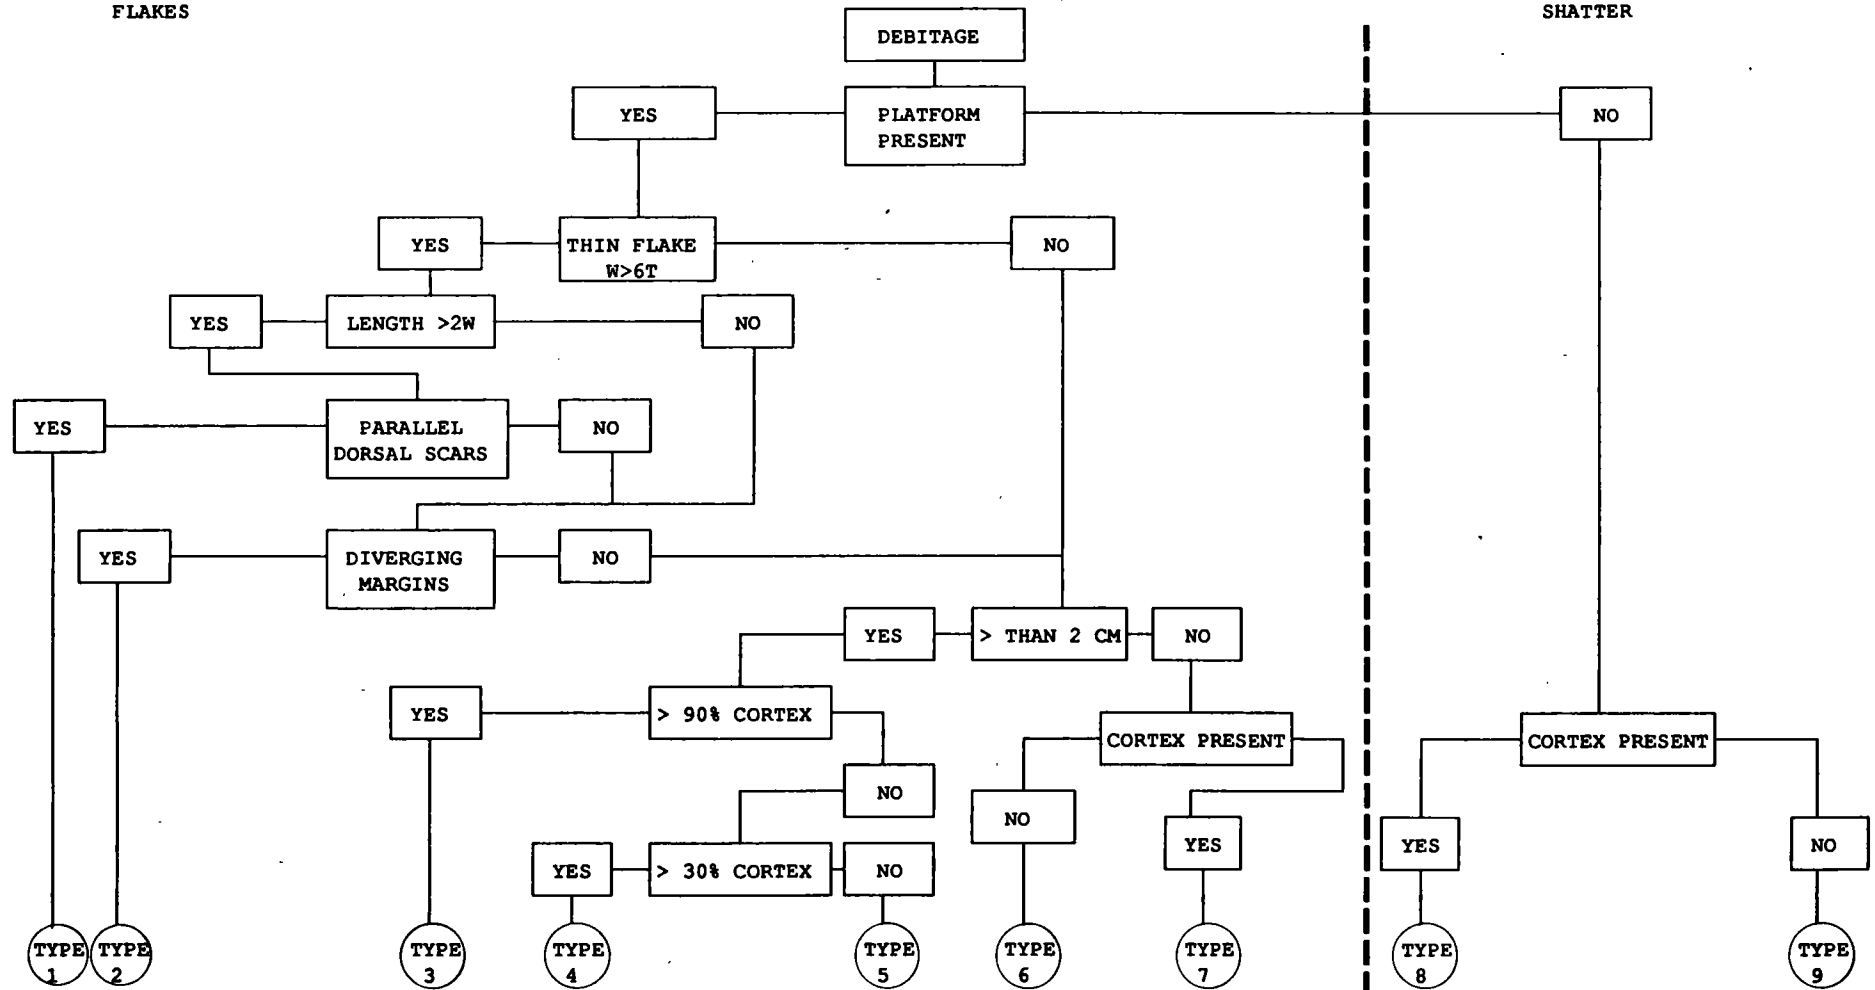 FLAKES
SHATTER
DEBITAGE
YES
PLATFORM
PRESENT
NO
YES
THIN FLAKE
W>6T
NO
YES
LENGTH >2W
NO
YES
PARALLEL
DORSAL SCARS
NO
YES
DIVERGING
MARGINS
NO
YES
> THAN 2 CM
NO
YES
> 90% CORTEX
CORTEX PRESENT
CORTEX PRESENT
NO
NO
YES
YES
NO
YES
> 30% CORTEX
NO
TYPE
1
TYPE
2
TYPE
3
TYPE
4
TYPE
5
TYPE
6
TYPE
7
TYPE
8
TYPE
9